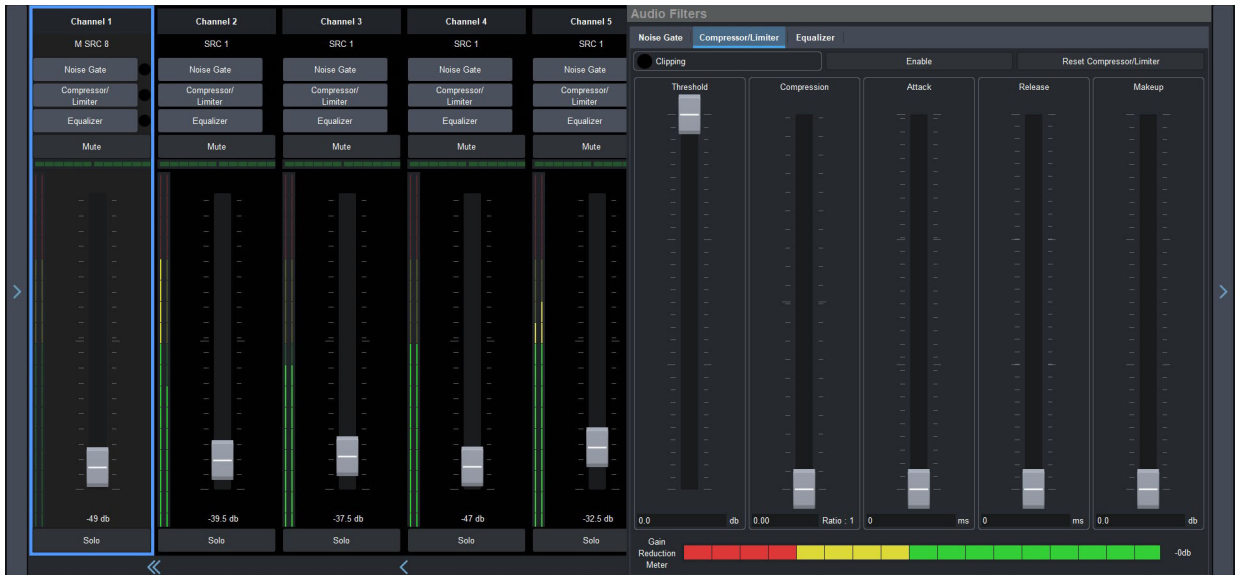 Channel 1
Channel 2
Channel 3
Channel 4
Channel 5
M SRC 8
SRC 1
SRC 1
SRC 1
SRC 1
Noise Gate
Noise Gate
Noise Gate
Noise Gate
Noise Gate
Compressor/
Limiter
Compressor/
Limiter
Compressor/
Limiter
Compressor/
Limiter
Compressor/
Limiter
Equalizer
Equalizer
Equalizer
Equalizer
Equalizer
Mute
Mute
Mute
Mute
Mute
-49 db
-39.5 db
-37.5 db
-47 db
-32.5 db
Solo
Solo
Solo
Solo
Solo
Audio Filters
Noise Gate
Compressor/Limiter
Equalizer
Clipping
Enable
Reset Compressor/Limiter
Threshold
Compression
Attack
Release
Makeup
0.0 db
0.00 Ratio : 1
0 ms
0 ms
0.0 db
Gain
Reduction
Meter
-0db